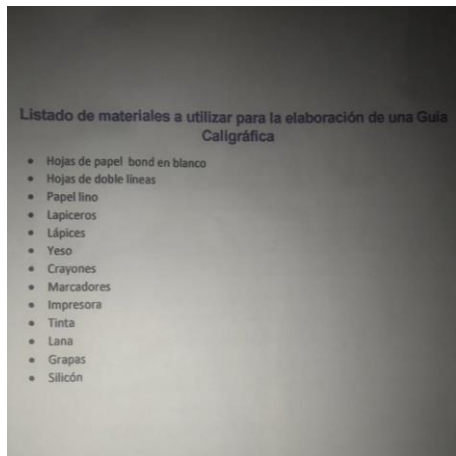 Listado de materiales a utilizar para la elaboración de una Guia
Caligráfica
• Hojas de papel bond en blanco
• Hojas de doble líneas
• Papel lino
• Lapiceros
• Lápices
• Yeso
• Crayones
• Marcadores
• Impresora
• Tinta
• Lana
• Grapas
• Silicón